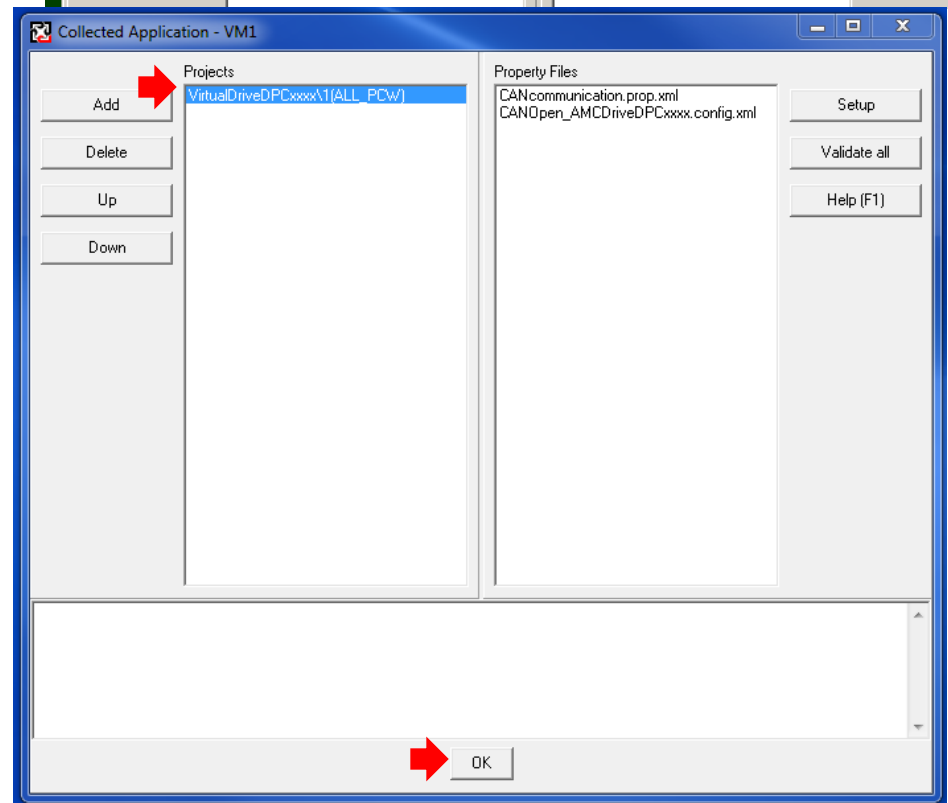 Collected Application - VM1
Projects
Property Files
Add
Delete
Up
Down
VirtualDriveDPCxxxx\1(ALL_PCW)
CANcommunication.prop.xml
CANOpen_AMCDriveDPCxxxx.config.xml
Setup
Validate all
Help (F1)
OK